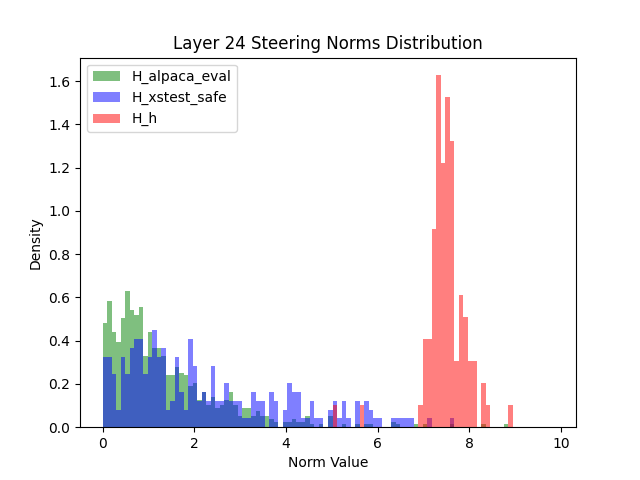 Layer 24 Steering Norms Distribution
H_alpaca_eval
H_xstest_safe
H_h
Density
1.6
1.4
1.2
1.0
0.8
0.6
0.4
0.2
0.0
0
2
4
6
8
10
Norm Value